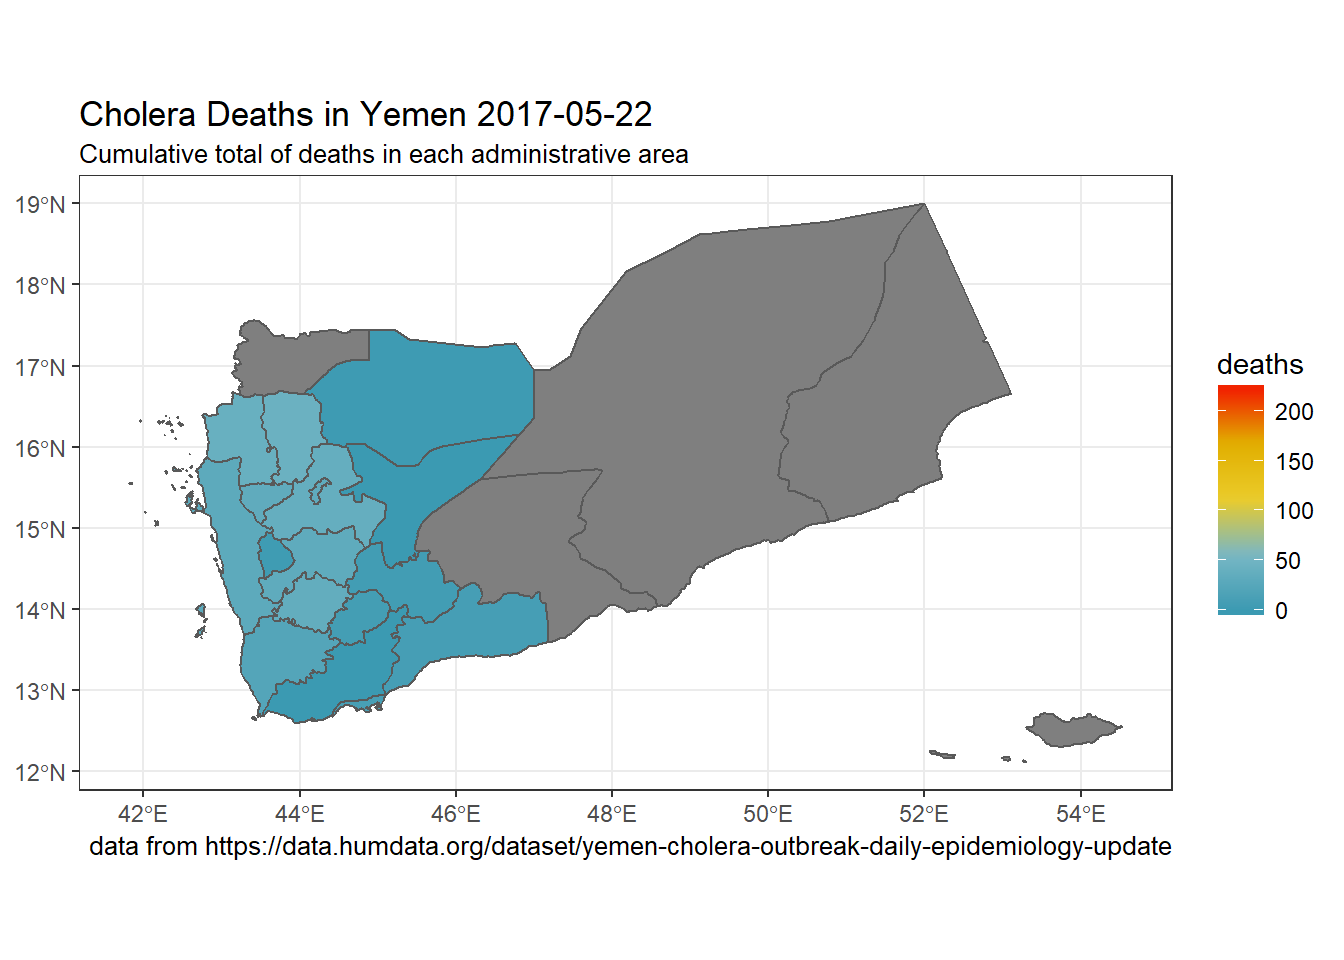 Cholera Deaths in Yemen 2017-05-22
Cumulative total of deaths in each administrative area
19°N
18°N
17°N
16°N
15°N
14°N
13°N
12°N
42°E 44°E 46°E 48°E 50°E 52°E 54°E
data from https://data.humdata.org/dataset/yemen-cholera-outbreak-daily-epidemiology-update
deaths
200
150
100
50
0